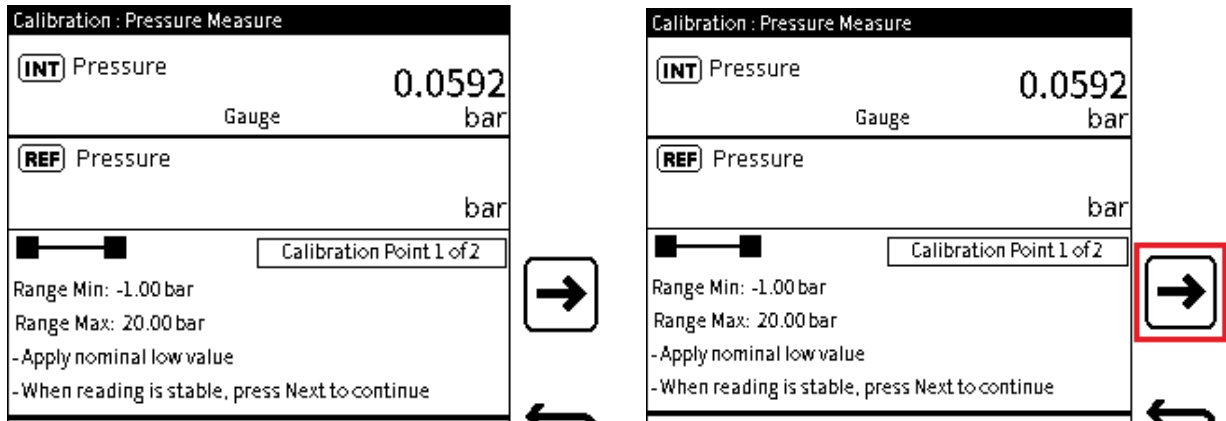 Calibration : Pressure Measure
INT Pressure
0.0592
Gauge
bar
REF Pressure
bar
Calibration Point 1 of 2
Range Min: -1.00 bar
Range Max: 20.00 bar
- Apply nominal low value
- When reading is stable, press Next to continue
Calibration : Pressure Measure
INT Pressure
0.0592
Gauge
bar
REF Pressure
bar
Calibration Point 1 of 2
Range Min: -1.00 bar
Range Max: 20.00 bar
- Apply nominal low value
- When reading is stable, press Next to continue